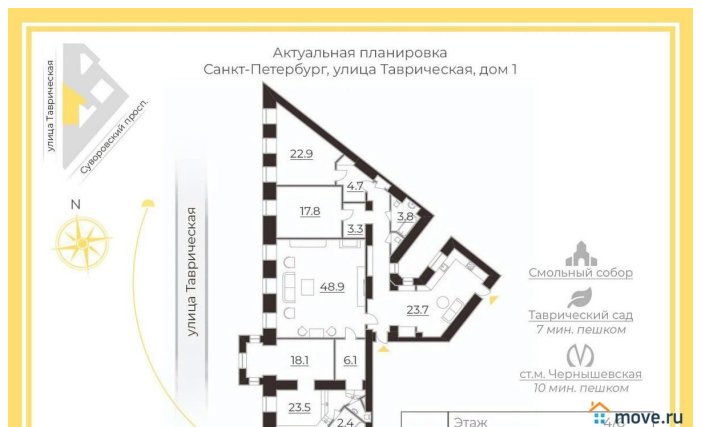 Актуальная планировка
Санкт-Петербург, улица Таврическая, дом 1
улица Таврическая
Суворовский просп.
N
улица Таврическая
22.9
4.7
17.8
3.8
3.3
48.9
23.7
18.1
6.1
23.5
2.4
Смольный собор
Таврический сад
7 мин. пешком
ст.м. Чернышевская
10 мин. пешком
Этаж
move.ru